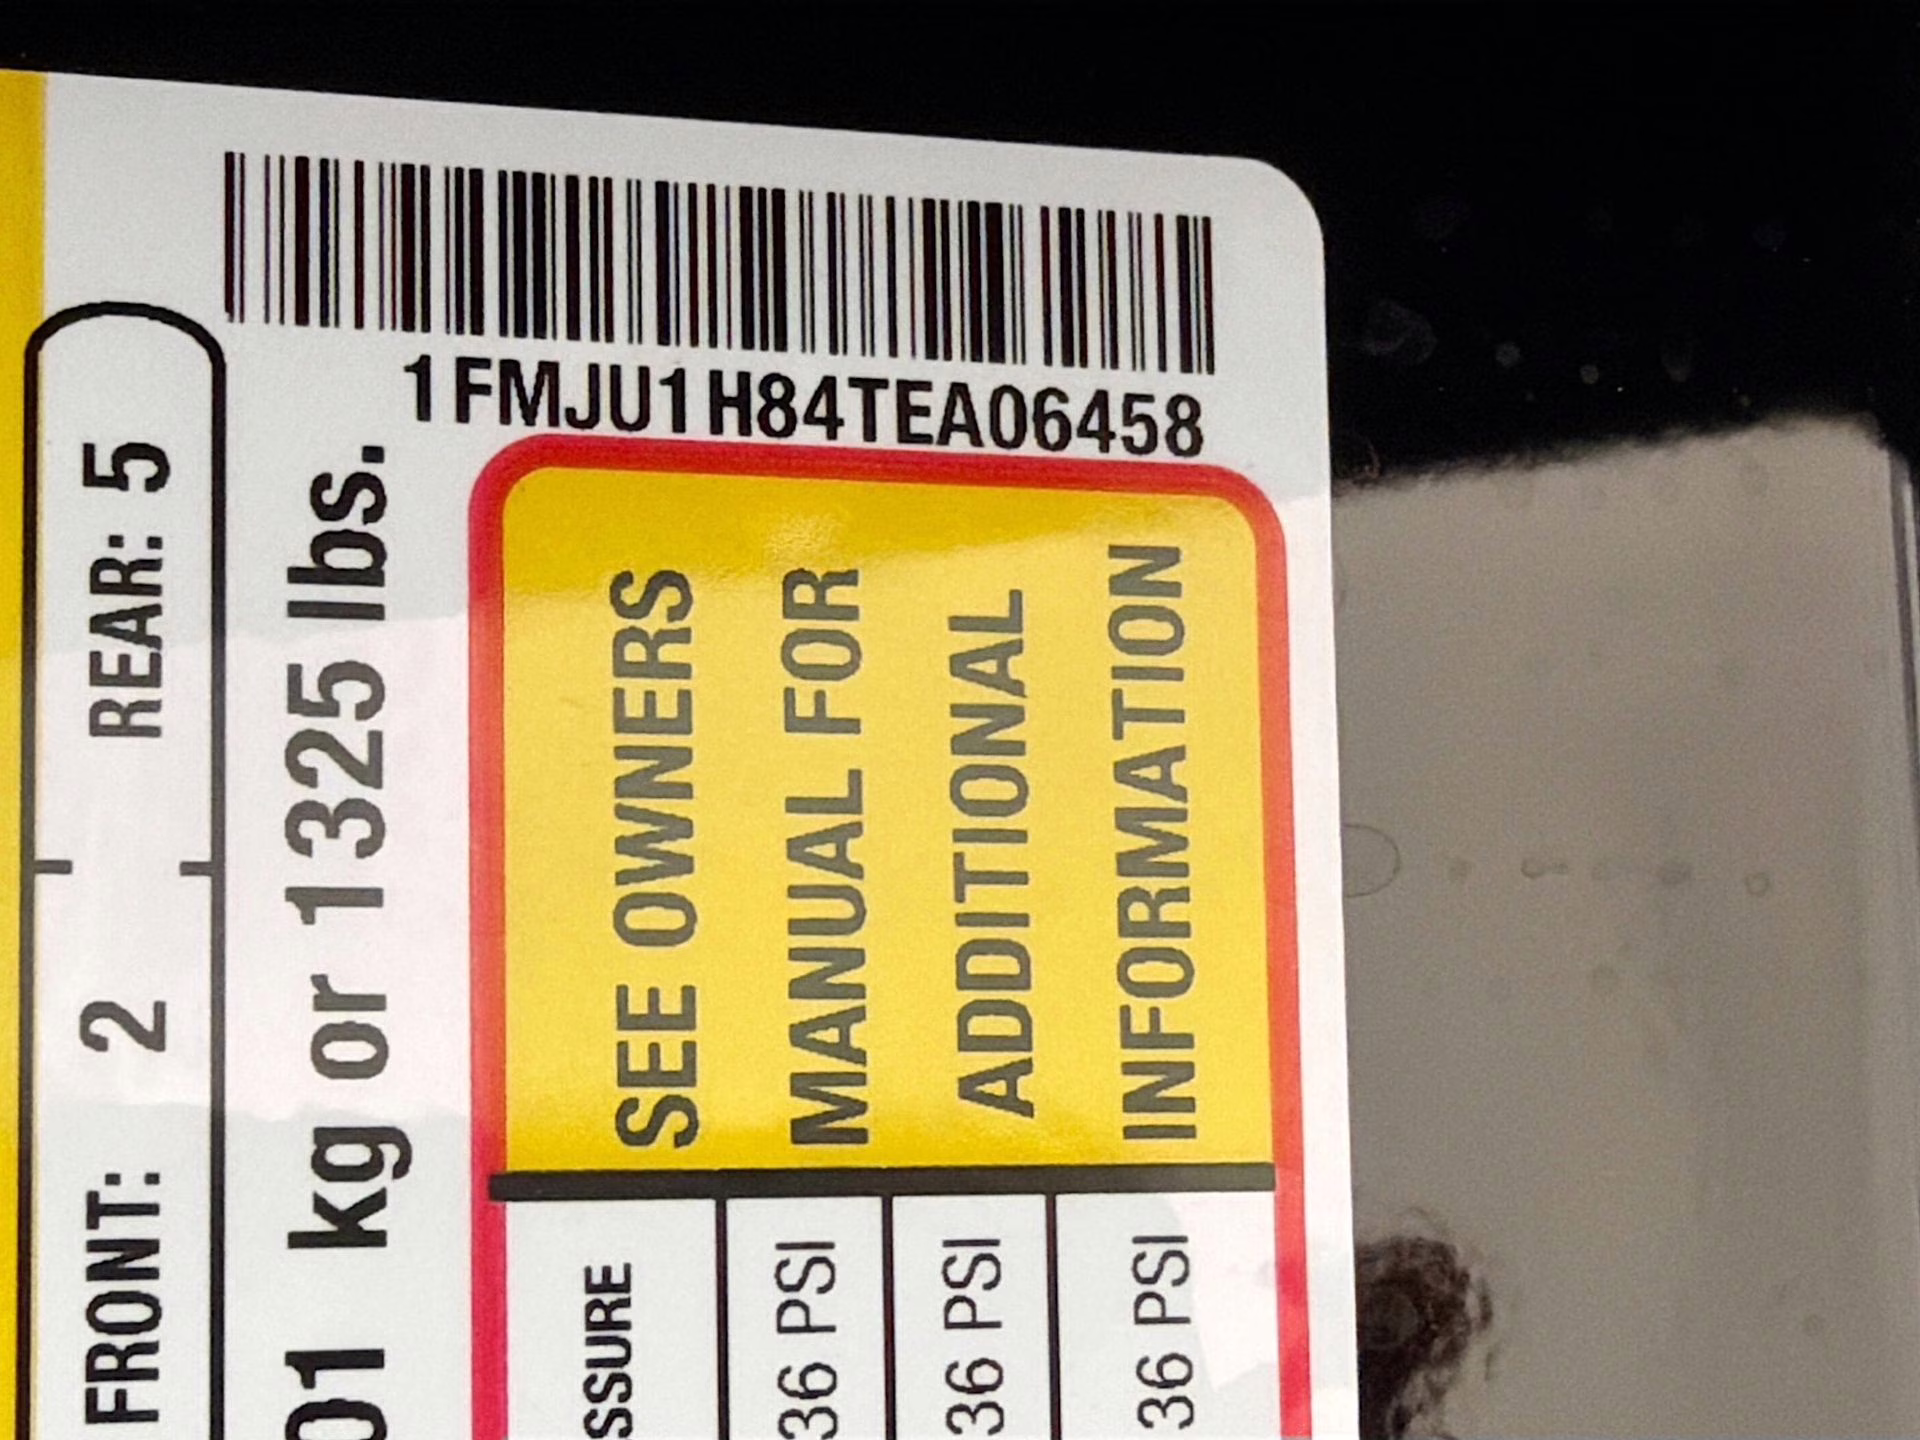 1FMJU1H84TEA06458
FRONT: 2 REAR: 5
01 kg or 1325 lbs.
SSURE
36 PSI
36 PSI
36 PSI
SEE OWNERS
MANUAL FOR
ADDITIONAL
INFORMATION